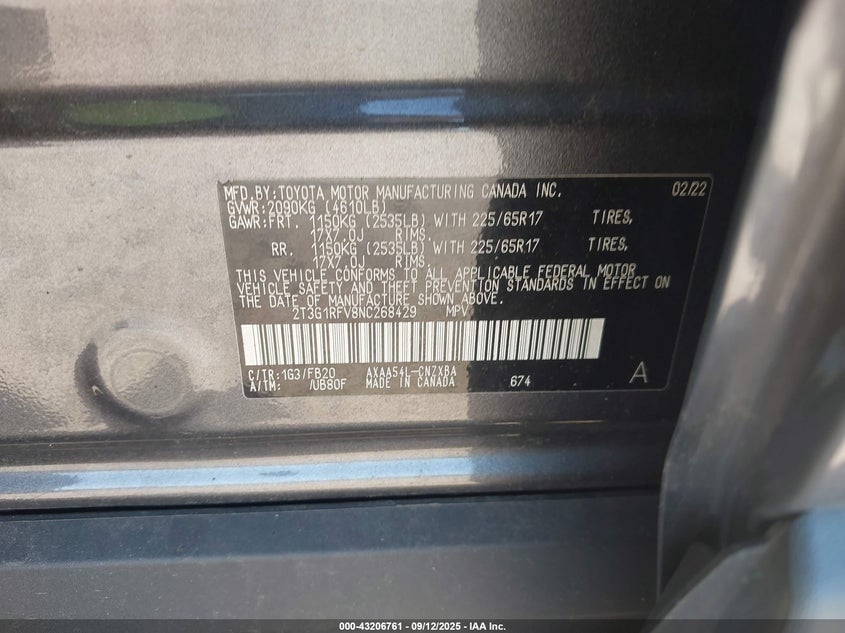 MFD.BY:TOYOTA MOTOR MANUFACTURING CANADA INC. 02/22
GVWR:2090KG (4610LB)
GAWR:FRT. 1150KG (2535LB) WITH 225/65R17 TIRES,
17X7.0J RIMS.
RR. 1150KG (2535LB) WITH 225/65R17 TIRES,
17X7.0J RIMS.
THIS VEHICLE CONFORMS TO ALL APPLICABLE FEDERAL MOTOR
VEHICLE SAFETY AND THEFT PREVENTION STANDARDS IN EFFECT ON
THE DATE OF MANUFACTURE SHOWN ABOVE.
2T3G1RFV8NC268429 MPV
C/TR:1G3/FB20 AXAA54L-CNZXBA
A/TM: /UB80F MADE IN CANADA 674 A
000-43206761 - 09/12/2025 - IAA Inc.